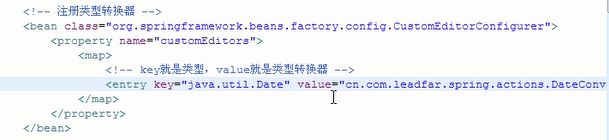 <!-- 注册类型转换器 -->
<bean class="org.springframework.beans.factory.config.CustomEditorConfigurer">
<property name="customEditors">
<map>
<!-- key就是类型，value就是类型转换器 -->
<entry key="java.util.Date" value="cn.com.leadfar.spring.actions.DateConv
</map>
</property>
</bean>